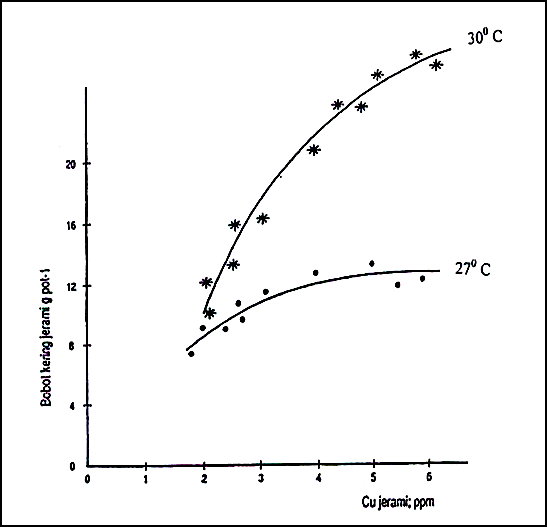 30⁰ C
20
16
12
8
4
0
27⁰ C
Bobot kering jerami g pot-1
0 1 2 3 4 5 6
Cu jerami; ppm